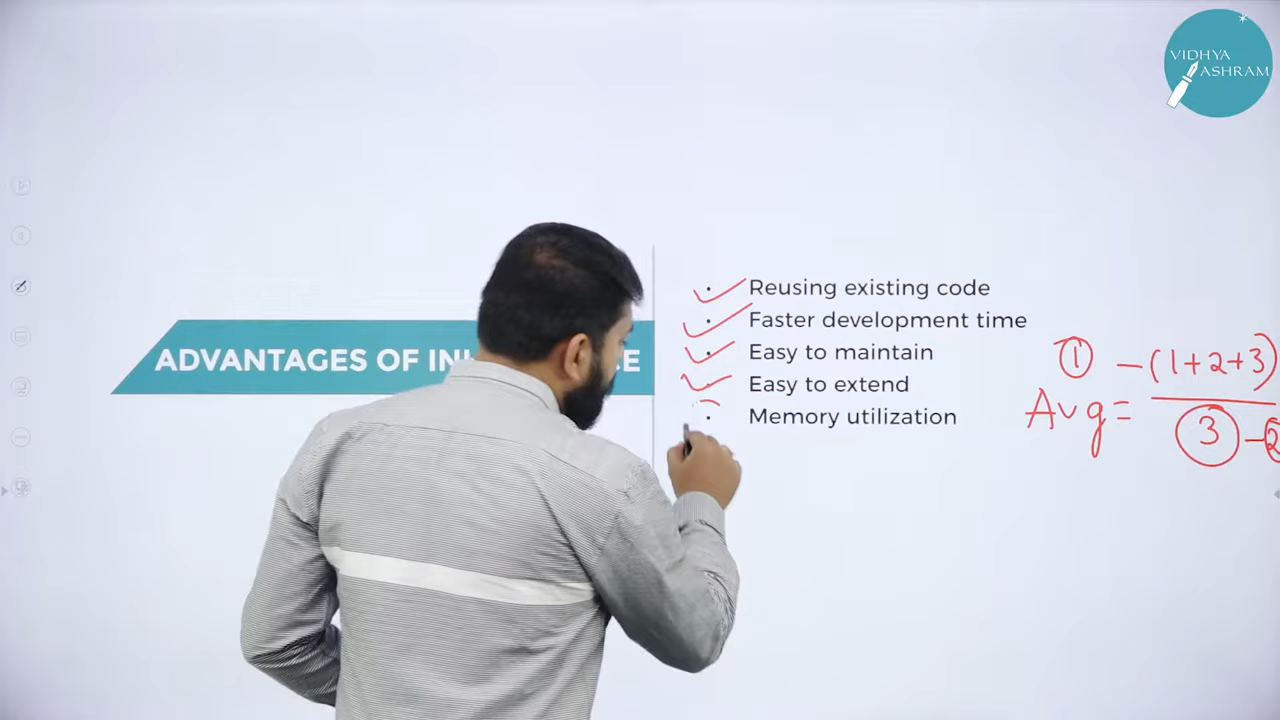 VIDHYA
ASHRAM
Reusing existing code
Faster development time
Easy to maintain
Easy to extend
Memory utilization
ADVANTAGES OF
① -(1+2+3)
Avg= 3 -2